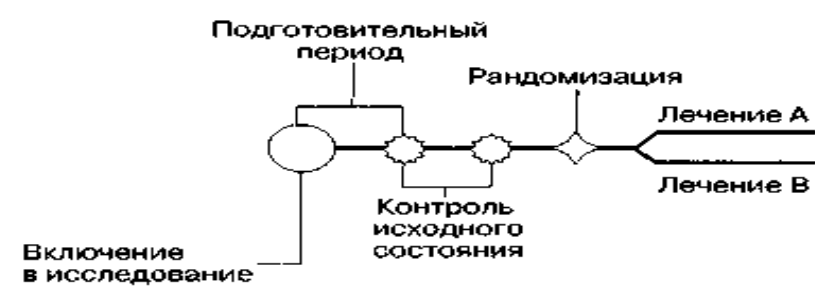 Подготовительный
период
Рандомизация
Лечение А
Лечение В
Контроль
исходного
состояния
Включение
в исследование